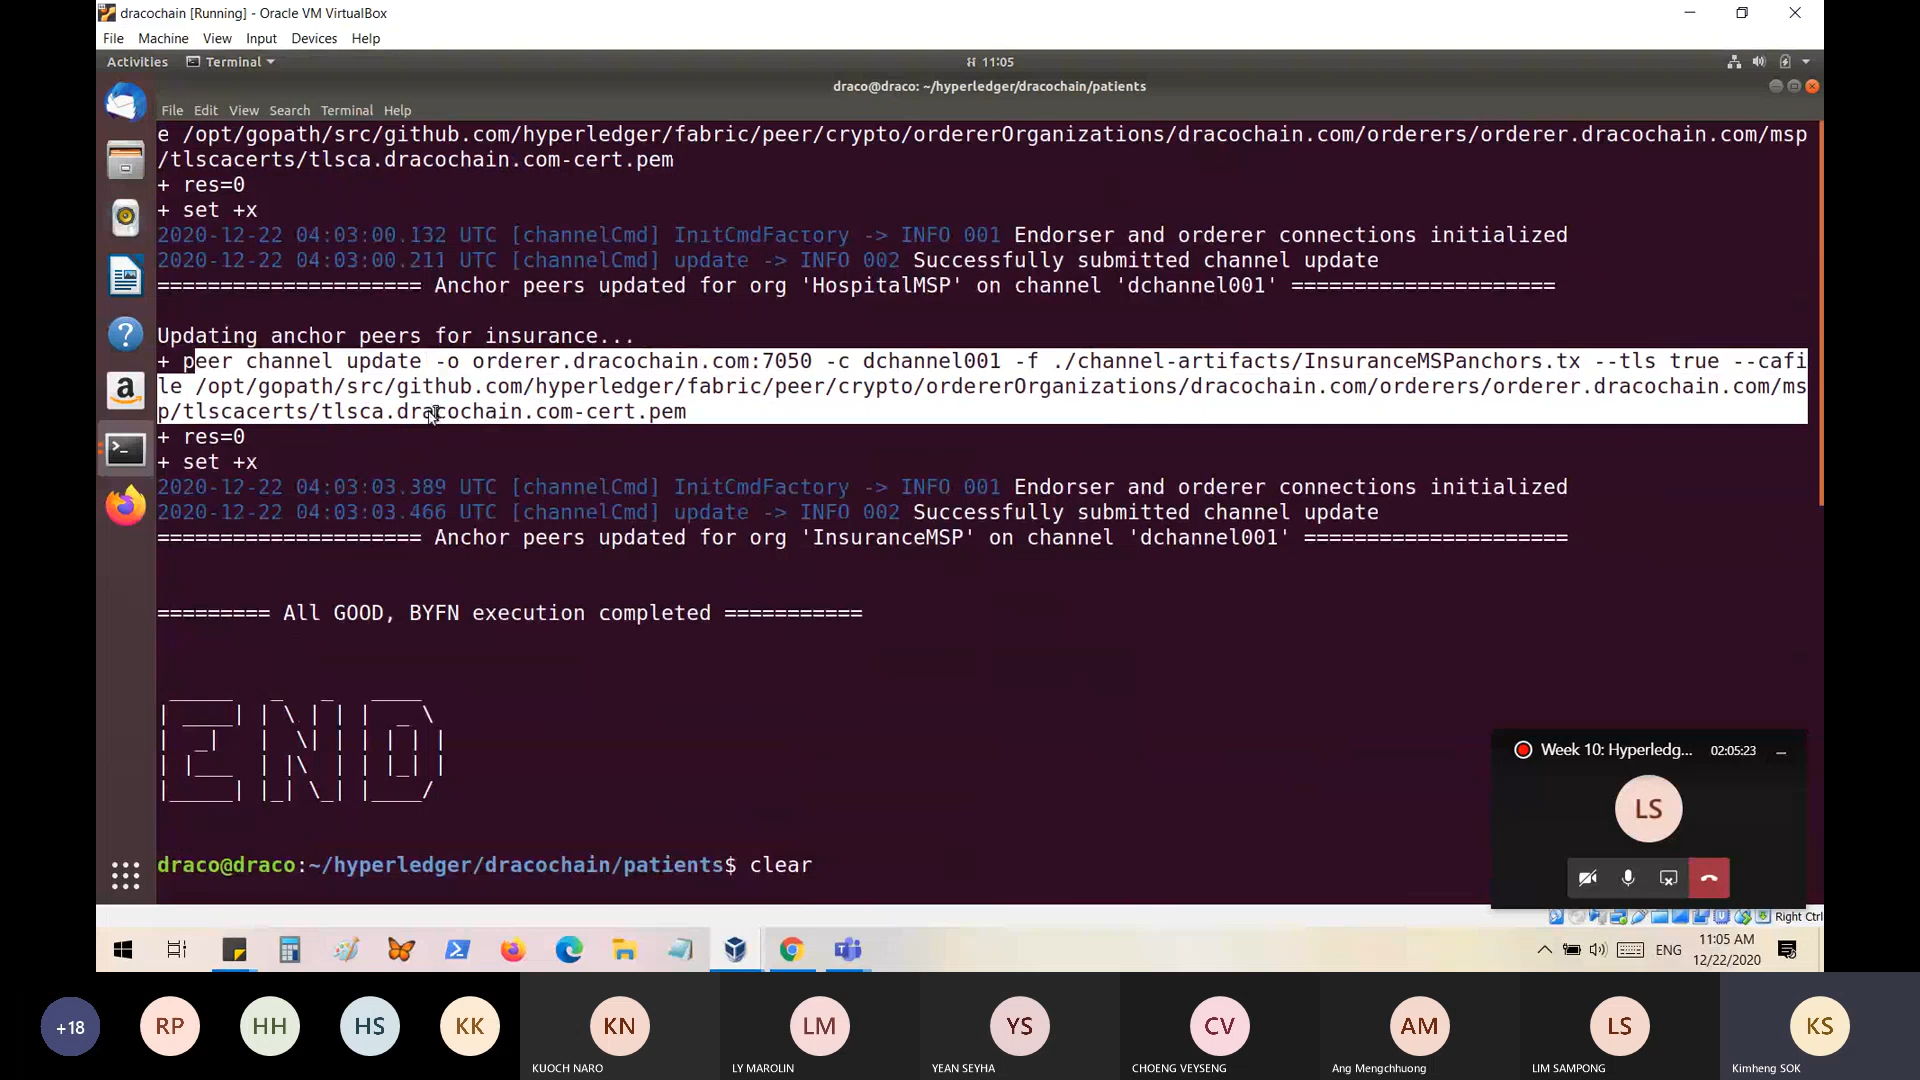 dracochain [Running] - Oracle VM VirtualBox
File Machine View Input Devices Help
Activities Terminal 11:05
draco@draco: ~/hyperledger/dracochain/patients
File Edit View Search Terminal Help
e /opt/gopath/src/github.com/hyperledger/fabric/peer/crypto/ordererOrganizations/dracochain.com/orderers/orderer.dracochain.com/msp
/tlscacerts/tlsca.dracochain.com-cert.pem
+ res=0
+ set +x
2020-12-22 04:03:00.132 UTC [channelCmd] InitCmdFactory -> INFO 001 Endorser and orderer connections initialized
2020-12-22 04:03:00.211 UTC [channelCmd] update -> INFO 002 Successfully submitted channel update
===================== Anchor peers updated for org 'HospitalMSP' on channel 'dchannel001' =====================
Updating anchor peers for insurance...
+ peer channel update -o orderer.dracochain.com:7050 -c dchannel001 -f ./channel-artifacts/InsuranceMSPanchors.tx --tls true --cafi
le /opt/gopath/src/github.com/hyperledger/fabric/peer/crypto/ordererOrganizations/dracochain.com/orderers/orderer.dracochain.com/ms
p/tlscacerts/tlsca.dracochain.com-cert.pem
+ res=0
+ set +x
2020-12-22 04:03:03.389 UTC [channelCmd] InitCmdFactory -> INFO 001 Endorser and orderer connections initialized
2020-12-22 04:03:03.466 UTC [channelCmd] update -> INFO 002 Successfully submitted channel update
===================== Anchor peers updated for org 'InsuranceMSP' on channel 'dchannel001' =====================
========= All GOOD, BYFN execution completed ===========
END
draco@draco:~/hyperledger/dracochain/patients$ clear
Week 10: Hyperledg... 02:05:23
LS
Right Ctrl
ENG
11:05 AM
12/22/2020
+18 RP HH HS KK KN LM YS CV AM LS KS
KUOCH NARO LY MAROLIN YEAN SEYHA CHOENG VEYSENG Ang Mengchhuong LIM SAMPONG Kimheng SOK